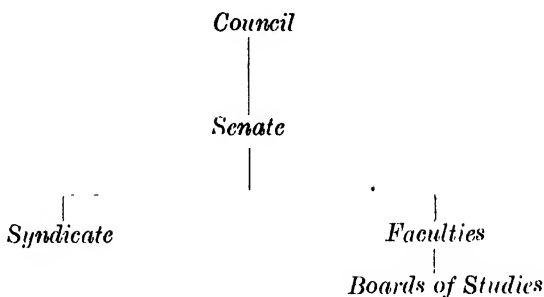 Council
Senate
Syndicate
Faculties
Boards of Studies